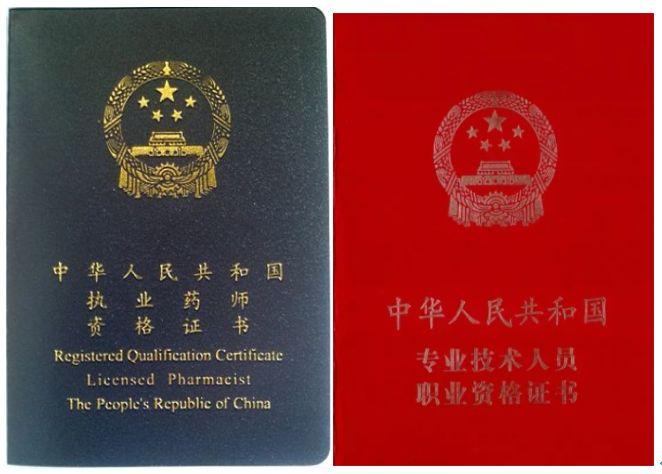 中华人民共和国
执业药师
资格证书
Registered Qualification Certificate
Licensed Pharmacist
The People's Republic of China
中华人民共和国
专业技术人员
职业资格证书